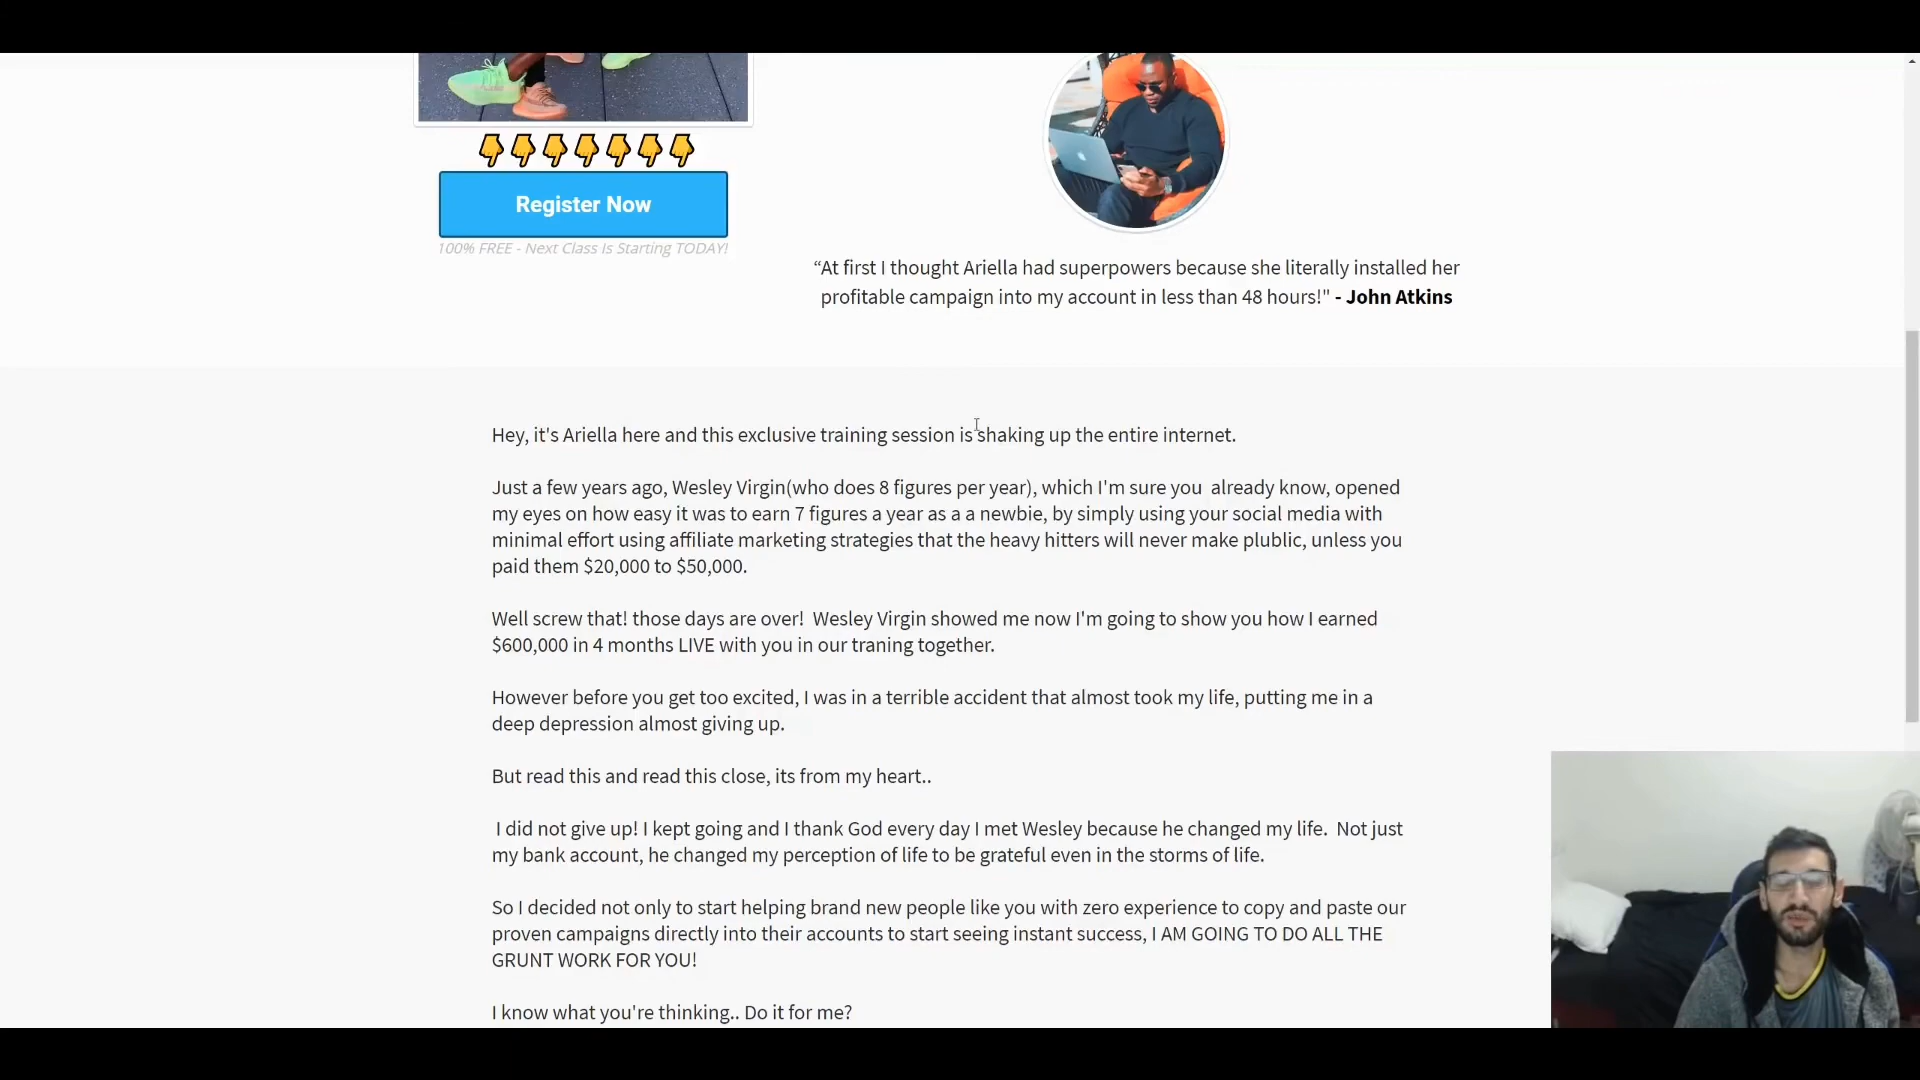 Register Now
100% FREE - Next Class Is Starting TODAY!
“At first I thought Ariella had superpowers because she literally installed her
profitable campaign into my account in less than 48 hours!" - John Atkins
Hey, it's Ariella here and this exclusive training session is shaking up the entire internet.
Just a few years ago, Wesley Virgin(who does 8 figures per year), which I'm sure you already know, opened
my eyes on how easy it was to earn 7 figures a year as a a newbie, by simply using your social media with
minimal effort using affiliate marketing strategies that the heavy hitters will never make plublic, unless you
paid them $20,000 to $50,000.
Well screw that! those days are over! Wesley Virgin showed me now I'm going to show you how I earned
$600,000 in 4 months LIVE with you in our traning together.
However before you get too excited, I was in a terrible accident that almost took my life, putting me in a
deep depression almost giving up.
But read this and read this close, its from my heart..
I did not give up! I kept going and I thank God every day I met Wesley because he changed my life. Not just
my bank account, he changed my perception of life to be grateful even in the storms of life.
So I decided not only to start helping brand new people like you with zero experience to copy and paste our
proven campaigns directly into their accounts to start seeing instant success, I AM GOING TO DO ALL THE
GRUNT WORK FOR YOU!
I know what you're thinking.. Do it for me?